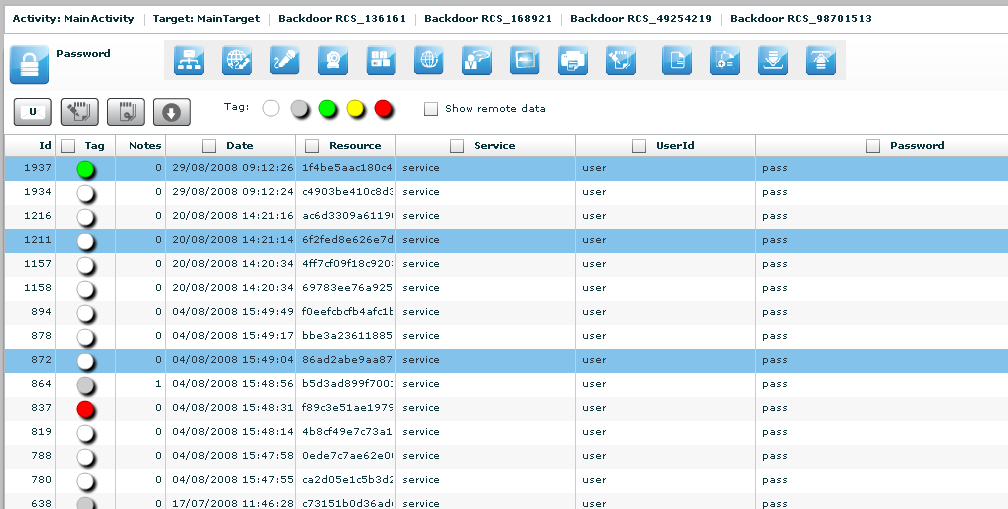 Activity: MainActivity Target: MainTarget Backdoor RCS_136161 Backdoor RCS_168921 Backdoor RCS_49254219 Backdoor RCS_98701513
Password
U Tag: Show remote data
Id Tag Notes Date Resource Service UserId Password
1937 0 29/08/2008 09:12:26 1f4be5aac180c4 service user pass
1934 0 29/08/2008 09:12:24 c4903be410c8d3 service user pass
1216 0 20/08/2008 14:21:16 ac6d3309a6119 service user pass
1211 0 20/08/2008 14:21:14 6f2fed8e626e7d service user pass
1157 0 20/08/2008 14:20:34 4ff7cf09f18c920 service user pass
1158 0 20/08/2008 14:20:34 69783ee76a925 service user pass
894 0 04/08/2008 15:49:49 f0eefcbcfb4afc1b service user pass
878 0 04/08/2008 15:49:17 bbe3a23611885 service user pass
872 0 04/08/2008 15:49:04 86ad2abe9aa87 service user pass
864 1 04/08/2008 15:48:56 b5d3ad899f700 service user pass
837 0 04/08/2008 15:48:31 f89c3e51ae1979 service user pass
819 0 04/08/2008 15:48:14 4b8cf49e7c73a1 service user pass
788 0 04/08/2008 15:47:58 0ede7c7ae62e0 service user pass
780 0 04/08/2008 15:47:55 ca2d05e1c5b3d2 service user pass
638 0 17/07/2008 11:46:28 c73151b0d36ad service user pass